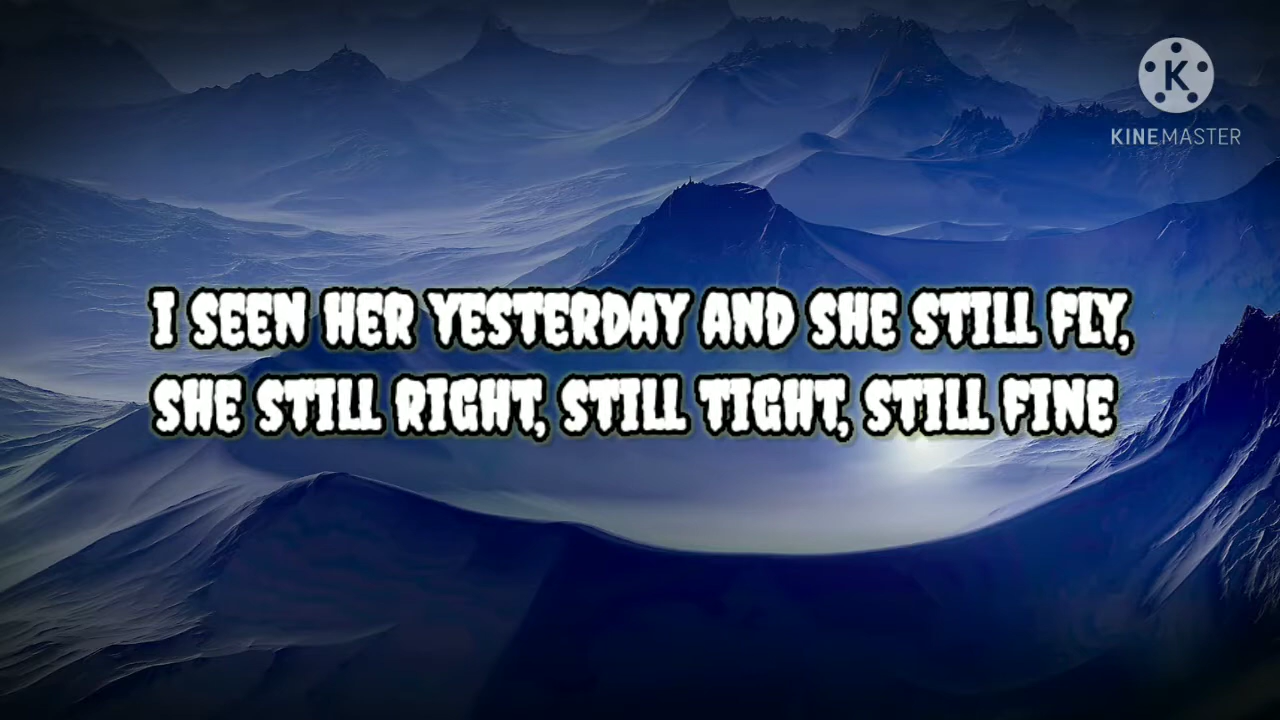 K
KINEMASTER
I SEEN HER YESTERDAY AND SHE STILL FLY,
SHE STILL RIGHT, STILL TIGHT, STILL FINE